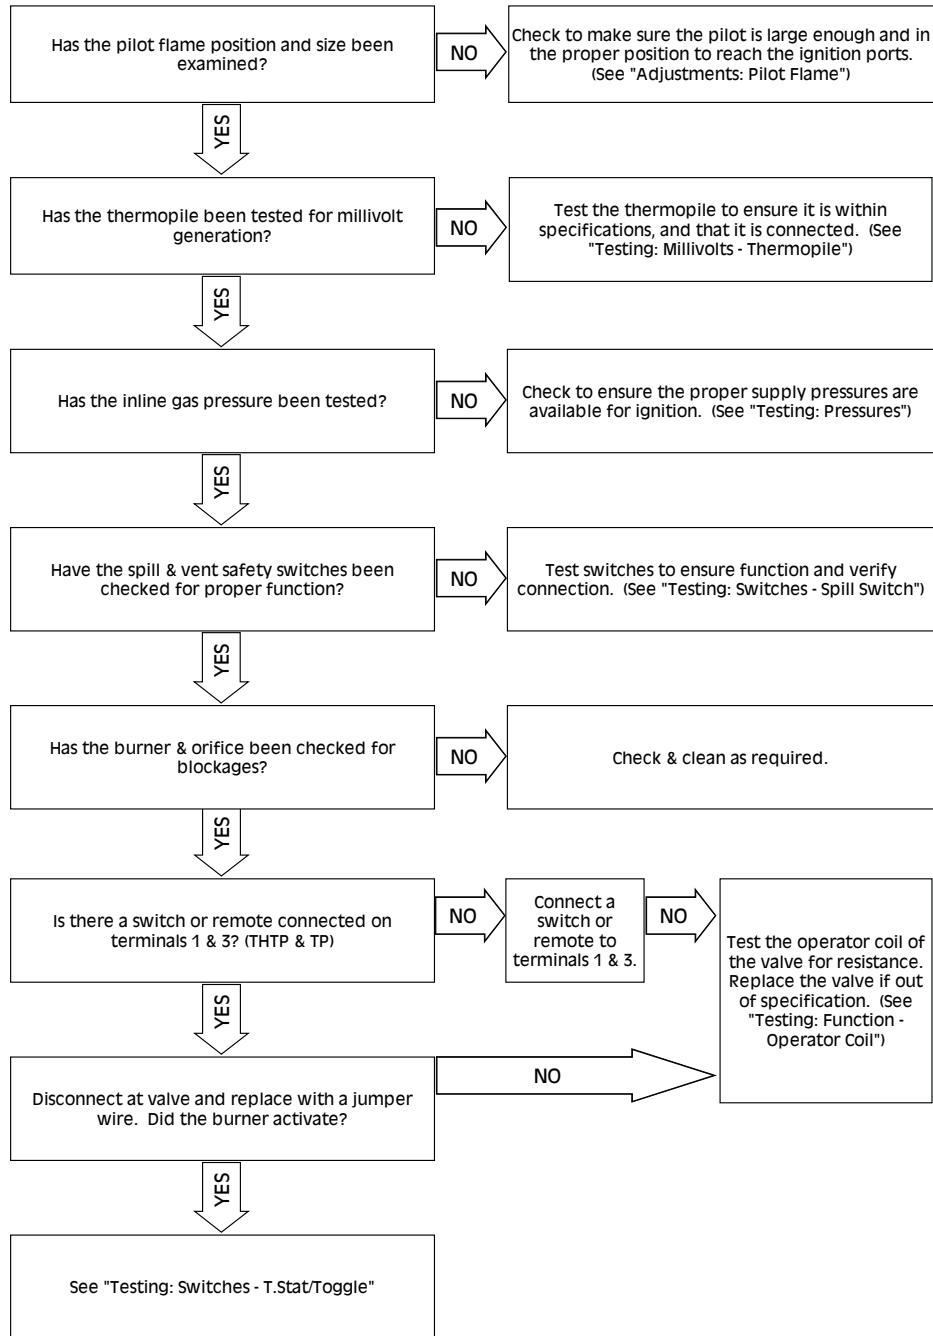 Has the pilot flame position and size been
examined?
NO
Check to make sure the pilot is large enough and in
the proper position to reach the ignition ports.
(See "Adjustments: Pilot Flame")
YES
Has the thermopile been tested for millivolt
generation?
NO
Test the thermopile to ensure it is within
specifications, and that it is connected. (See
"Testing: Millivolts - Thermopile")
YES
Has the inline gas pressure been tested?
NO
Check to ensure the proper supply pressures are
available for ignition. (See "Testing: Pressures")
YES
Have the spill & vent safety switches been
checked for proper function?
NO
Test switches to ensure function and verify
connection. (See "Testing: Switches - Spill Switch")
YES
Has the burner & orifice been checked for
blockages?
NO
Check & clean as required.
YES
Is there a switch or remote connected on
terminals 1 & 3? (THTP & TP)
NO
Connect a
switch or
remote to
terminals 1 & 3.
NO
Test the operator coil of
the valve for resistance.
Replace the valve if out
of specification. (See
"Testing: Function -
Operator Coil")
YES
Disconnect at valve and replace with a jumper
wire. Did the burner activate?
NO
YES
See "Testing: Switches - T.Stat/Toggle"